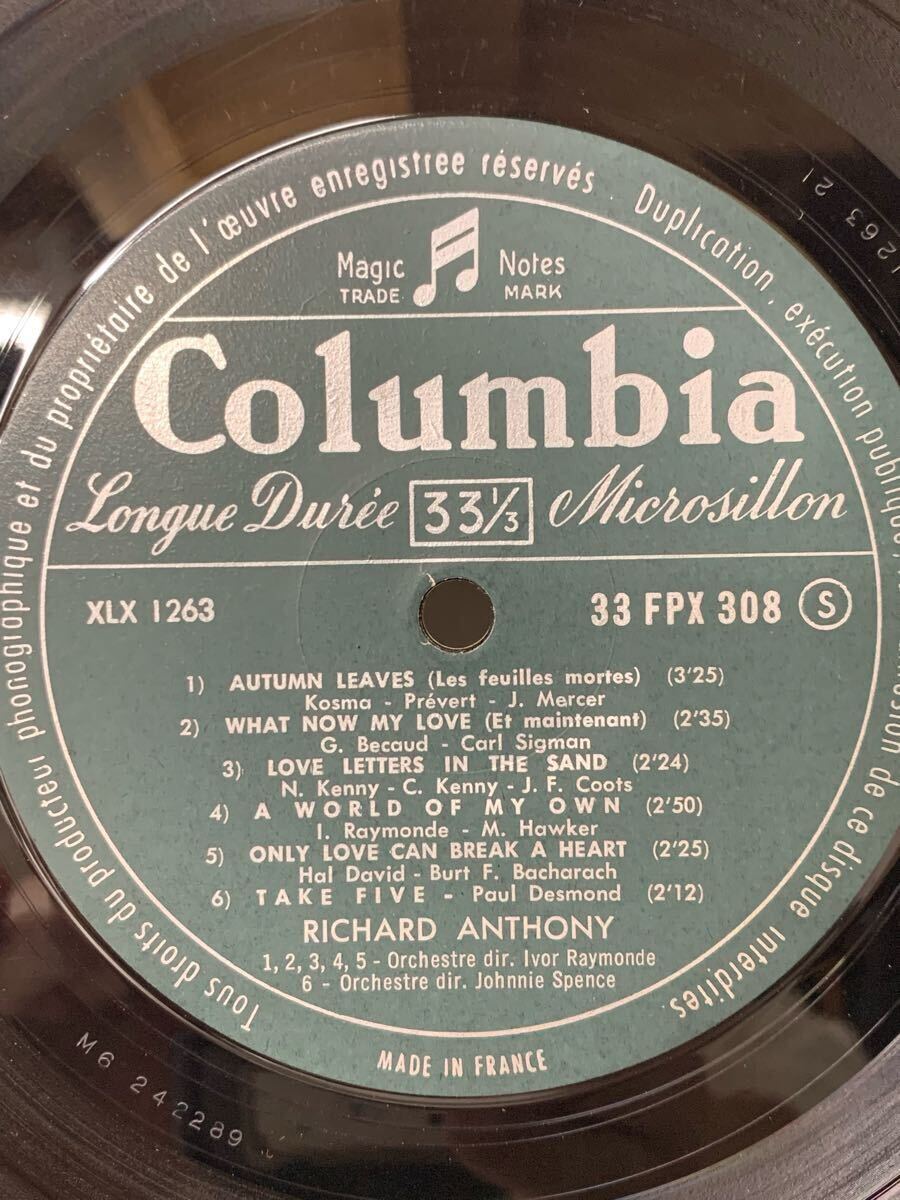 Tous droits du producteur phonographique et du propriétaire de l'œuvre enregistree réservés. Duplication, exécution publique, de ce disque interdites.
Magic Notes
TRADE MARK
Columbia
Longue Durée 33 1/3 Microsillon
XLX 1263 33 FPX 308 S
1) AUTUMN LEAVES (Les feuilles mortes) (3'25)
Kosma - Prévert - J. Mercer
2) WHAT NOW MY LOVE (Et maintenant) (2'35)
G. Becaud - Carl Sigman
3) LOVE LETTERS IN THE SAND (2'24)
N. Kenny - C. Kenny - J. F. Coots
4) A WORLD OF MY OWN (2'50)
I. Raymonde - M. Hawker
5) ONLY LOVE CAN BREAK A HEART (2'25)
Hal David - Burt F. Bacharach
6) TAKE FIVE - Paul Desmond (2'12)
RICHARD ANTHONY
1, 2, 3, 4, 5 - Orchestre dir. Ivor Raymonde
6 - Orchestre dir. Johnnie Spence
MADE IN FRANCE
M6 242289
1263 21